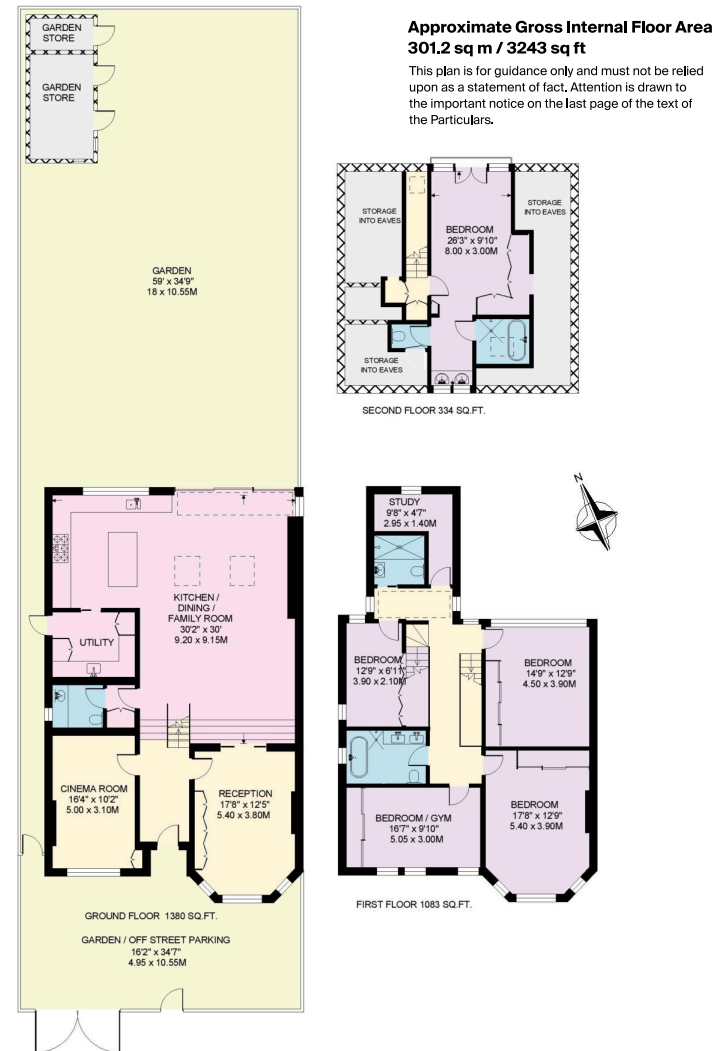 Approximate Gross Internal Floor Area
301.2 sq m / 3243 sq ft
This plan is for guidance only and must not be relied
upon as a statement of fact. Attention is drawn to
the important notice on the last page of the text of
the Particulars.
GARDEN
STORE
GARDEN
STORE
GARDEN
59' x 34'9"
18 x 10.55M
STORAGE
INTO EAVES
BEDROOM
26'3" x 9'10"
8.00 x 3.00M
STORAGE
INTO EAVES
STORAGE
INTO EAVES
SECOND FLOOR 334 SQ.FT.
N
KITCHEN /
DINING /
FAMILY ROOM
30'2" x 30'
9.20 x 9.15M
UTILITY
CINEMA ROOM
16'4" x 10'2"
5.00 x 3.10M
RECEPTION
17'8" x 12'5"
5.40 x 3.80M
GROUND FLOOR 1380 SQ.FT.
GARDEN / OFF STREET PARKING
16'2" x 34'7"
4.95 x 10.55M
STUDY
9'8" x 4'7"
2.95 x 1.40M
BEDROOM
12'9" x 6'11"
3.90 x 2.10M
BEDROOM
14'9" x 12'9"
4.50 x 3.90M
BEDROOM / GYM
16'7" x 9'10"
5.05 x 3.00M
BEDROOM
17'8" x 12'9"
5.40 x 3.90M
FIRST FLOOR 1083 SQ.FT.